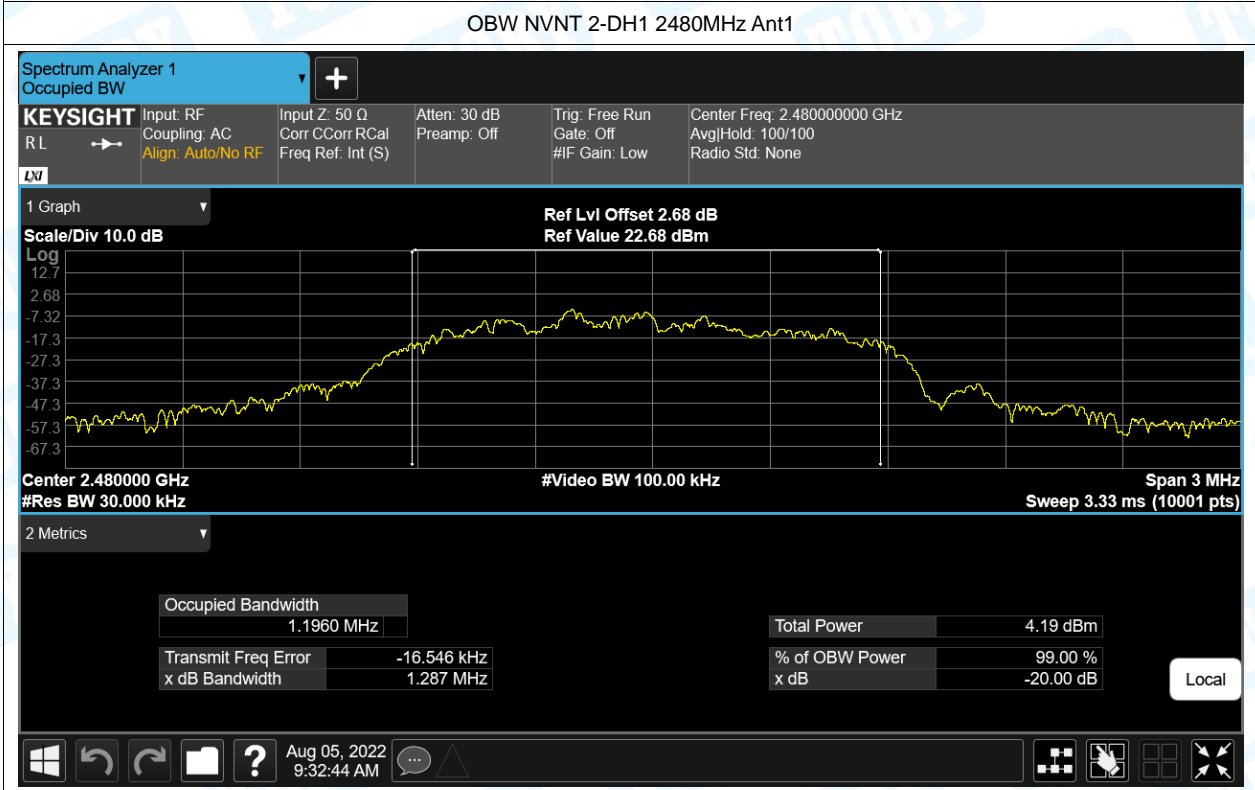 OBW NVNT 2-DH1 2480MHz Ant1
Spectrum Analyzer 1
Occupied BW
KEYSIGHT Input: RF Input Z: 50 Ω Atten: 30 dB Trig: Free Run Center Freq: 2.480000000 GHz
RL Coupling: AC Corr CCorr RCal Preamp: Off Gate: Off Avg|Hold: 100/100
Align: Auto/No RF Freq Ref: Int (S) #IF Gain: Low Radio Std: None
LXI
1 Graph
Ref Lvl Offset 2.68 dB
Scale/Div 10.0 dB Ref Value 22.68 dBm
Log
12.7
2.68
-7.32
-17.3
-27.3
-37.3
-47.3
-57.3
-67.3
Center 2.480000 GHz #Video BW 100.00 kHz Span 3 MHz
#Res BW 30.000 kHz Sweep 3.33 ms (10001 pts)
2 Metrics
Occupied Bandwidth
1.1960 MHz Total Power 4.19 dBm
Transmit Freq Error -16.546 kHz % of OBW Power 99.00 %
x dB Bandwidth 1.287 MHz x dB -20.00 dB
Local
Aug 05, 2022
9:32:44 AM
?
TOBY